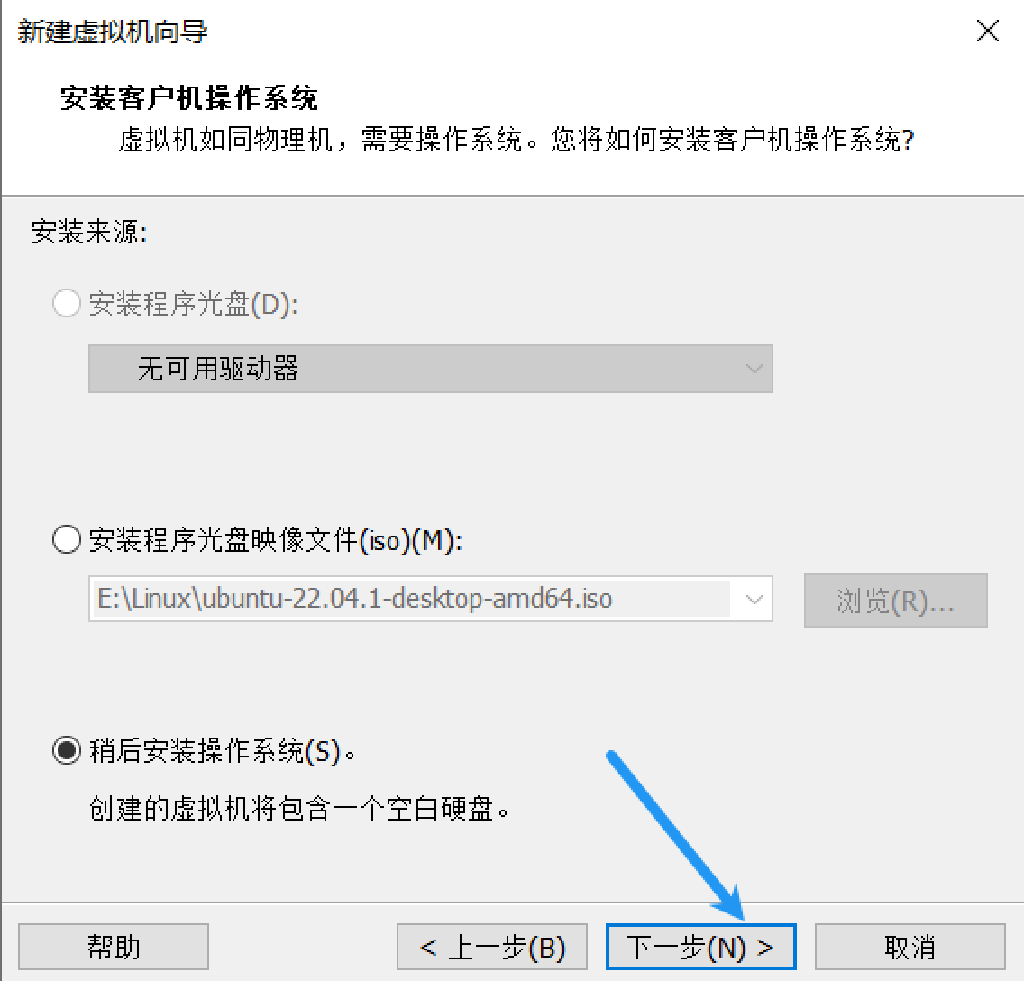 新建虚拟机向导
安装客户机操作系统
虚拟机如同物理机，需要操作系统。您将如何安装客户机操作系统?
安装来源:
安装程序光盘(D):
无可用驱动器
安装程序光盘映像文件(iso)(M):
E:\Linux\ubuntu-22.04.1-desktop-amd64.iso
浏览(R)...
稍后安装操作系统(S)。
创建的虚拟机将包含一个空白硬盘。
帮助
< 上一步(B)
下一步(N) >
取消